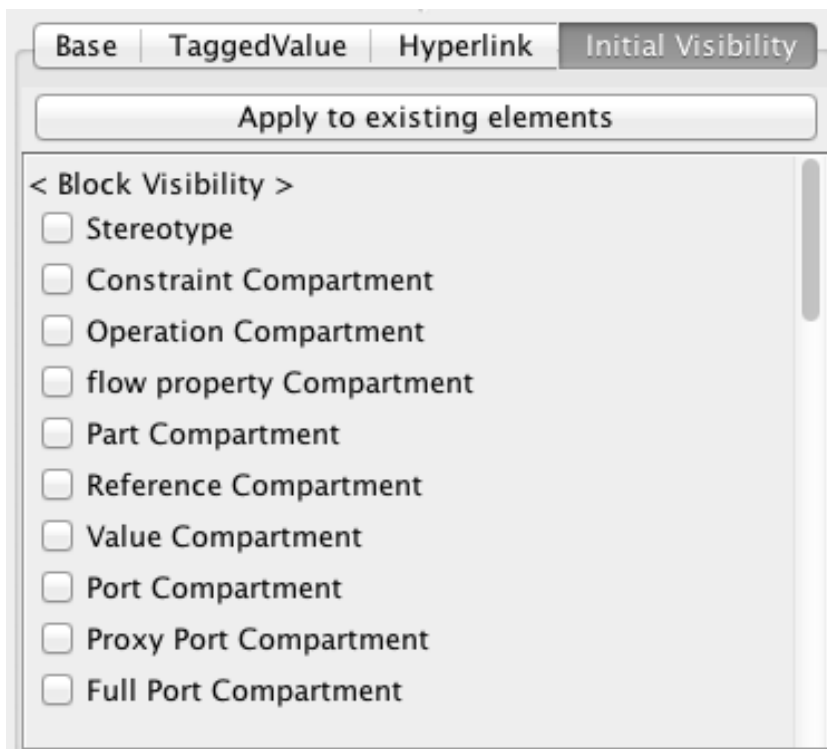 Base TaggedValue Hyperlink Initial Visibility
Apply to existing elements
< Block Visibility >
Stereotype
Constraint Compartment
Operation Compartment
flow property Compartment
Part Compartment
Reference Compartment
Value Compartment
Port Compartment
Proxy Port Compartment
Full Port Compartment